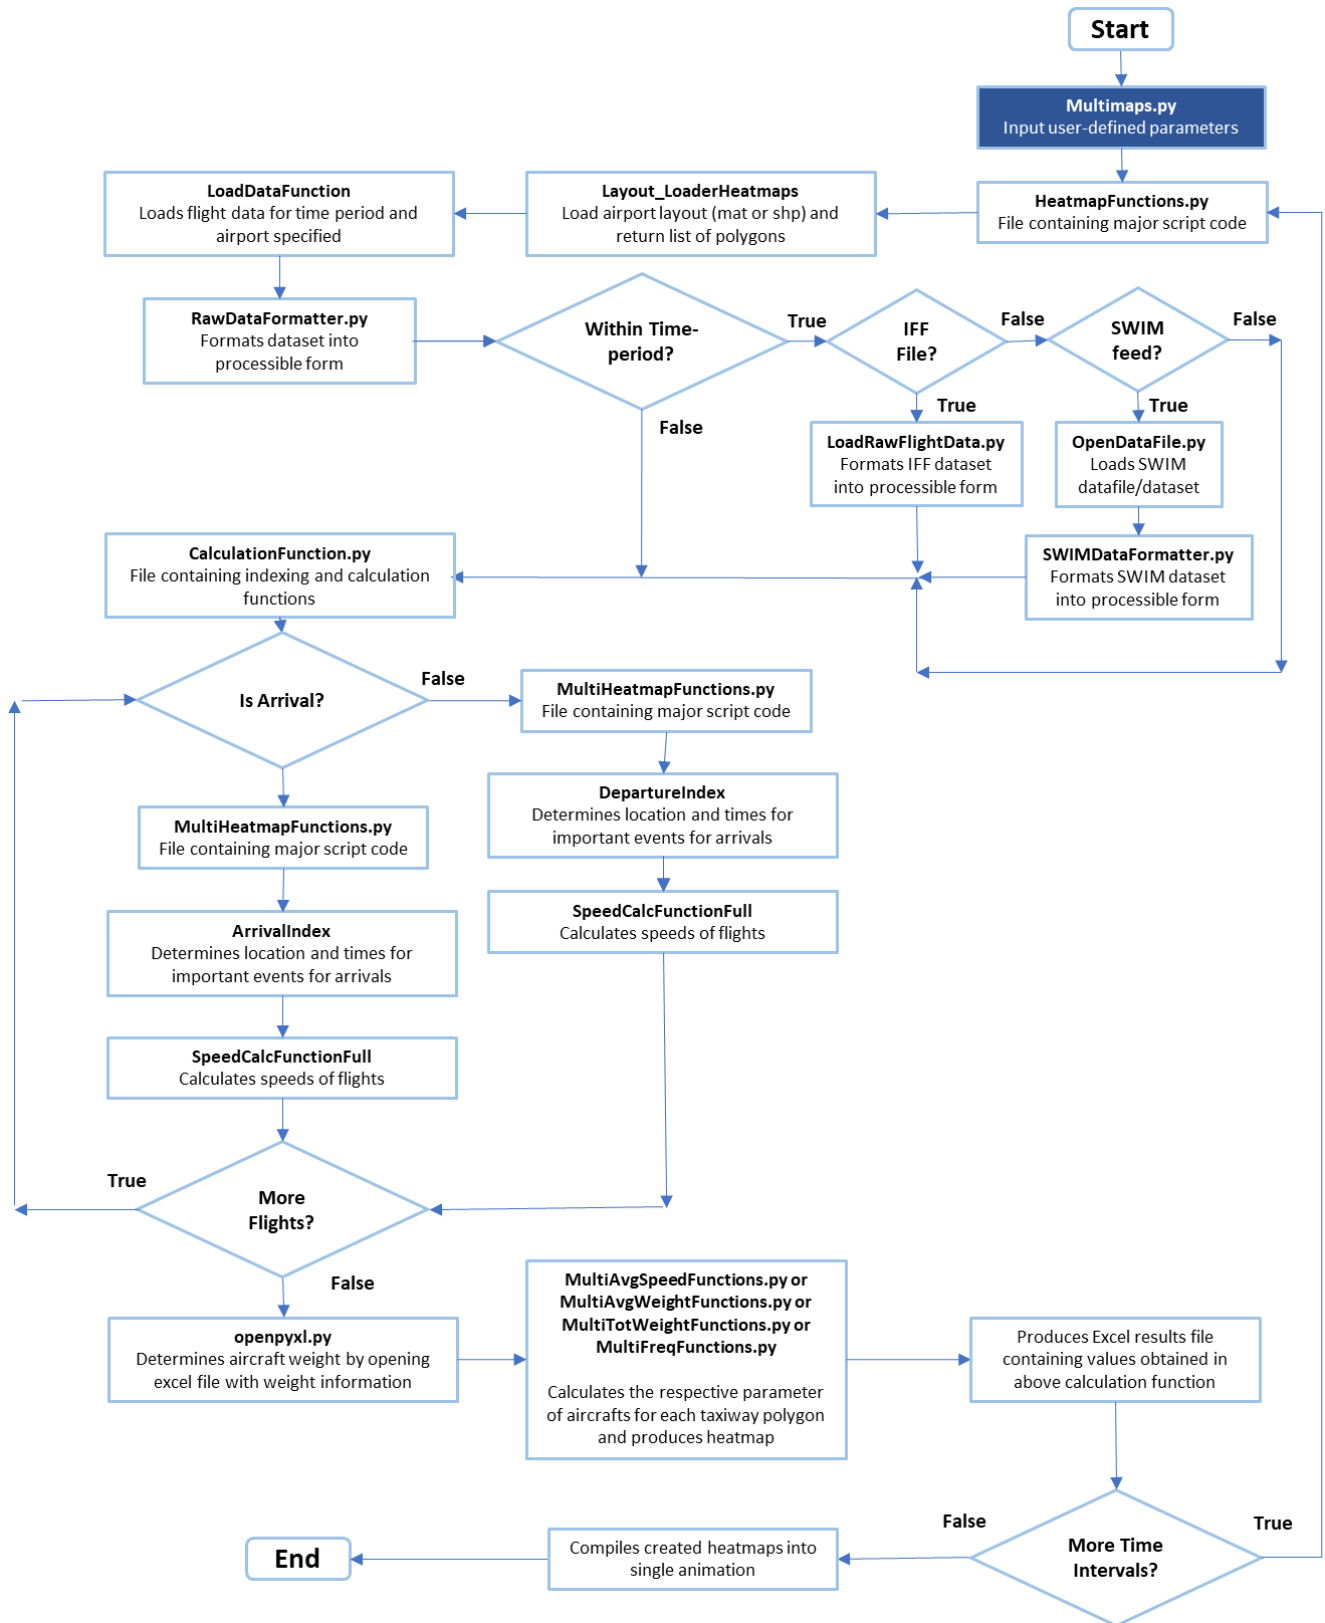 Start
Multimaps.py
Input user-defined parameters
HeatmapFunctions.py
File containing major script code
Layout_LoaderHeatmaps
Load airport layout (mat or shp) and
return list of polygons
LoadDataFunction
Loads flight data for time period and
airport specified
RawDataFormatter.py
Formats dataset into
processible form
Within Time-
period?
True
False
IFF
File?
False
True
SWIM
feed?
False
True
LoadRawFlightData.py
Formats IFF dataset
into processible form
OpenDataFile.py
Loads SWIM
datafile/dataset
SWIMDataFormatter.py
Formats SWIM dataset
into processible form
CalculationFunction.py
File containing indexing and calculation
functions
Is Arrival?
False
MultiHeatmapFunctions.py
File containing major script code
DepartureIndex
Determines location and times for
important events for arrivals
SpeedCalcFunctionFull
Calculates speeds of flights
MultiHeatmapFunctions.py
File containing major script code
ArrivalIndex
Determines location and times for
important events for arrivals
SpeedCalcFunctionFull
Calculates speeds of flights
More
Flights?
True
False
openpyxl.py
Determines aircraft weight by opening
excel file with weight information
MultiAvgSpeedFunctions.py or
MultiAvgWeightFunctions.py or
MultiTotWeightFunctions.py or
MultiFreqFunctions.py
Calculates the respective parameter
of aircrafts for each taxiway polygon
and produces heatmap
Produces Excel results file
containing values obtained in
above calculation function
More Time
Intervals?
True
False
Compiles created heatmaps into
single animation
End